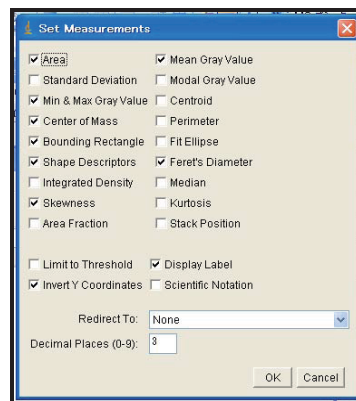 Set Measurements
Area Mean Gray Value
Standard Deviation Modal Gray Value
Min & Max Gray Value Centroid
Center of Mass Perimeter
Bounding Rectangle Fit Ellipse
Shape Descriptors Feret's Diameter
Integrated Density Median
Skewness Kurtosis
Area Fraction Stack Position
Limit to Threshold Display Label
Invert Y Coordinates Scientific Notation
Redirect To: None
Decimal Places (0-9): 3
OK Cancel